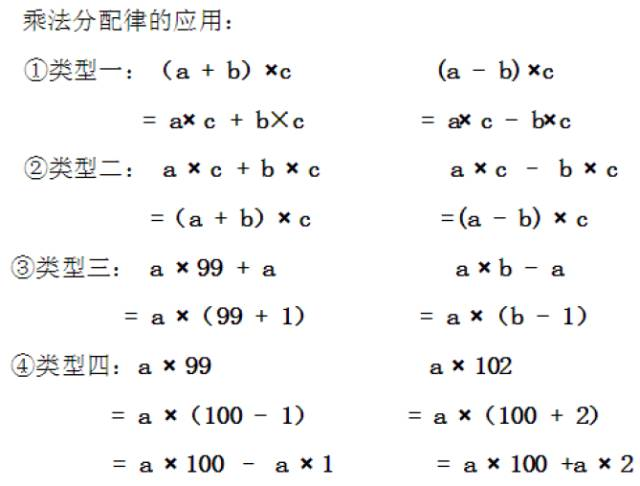 乘法分配律的应用：
①类型一：（a + b）×c (a - b)×c
= a× c + b×c = a× c - b×c
②类型二： a × c + b × c a × c - b × c
=（a + b）× c =(a - b) × c
③类型三： a × 99 + a a × b - a
= a ×（99 + 1） = a ×（b - 1）
④类型四：a × 99 a × 102
= a ×（100 - 1） = a ×（100 + 2）
= a × 100 - a × 1 = a × 100 +a × 2